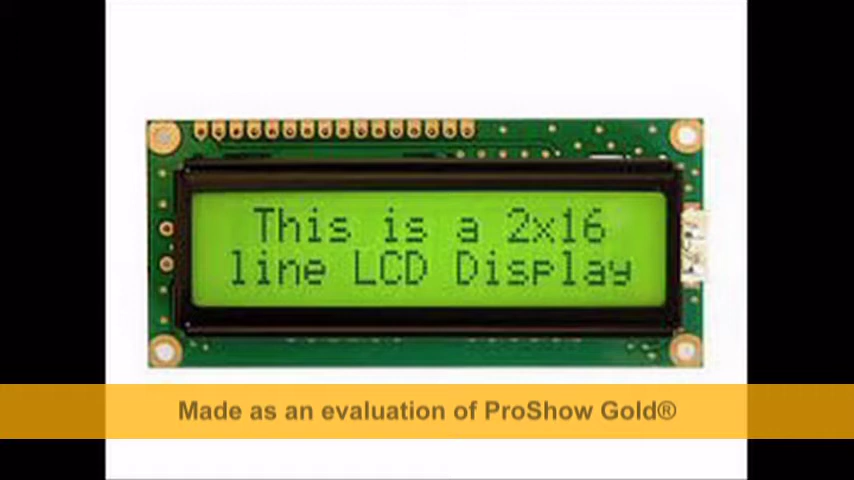 This is a 2x16
line LCD Display
Made as an evaluation of ProShow Gold®